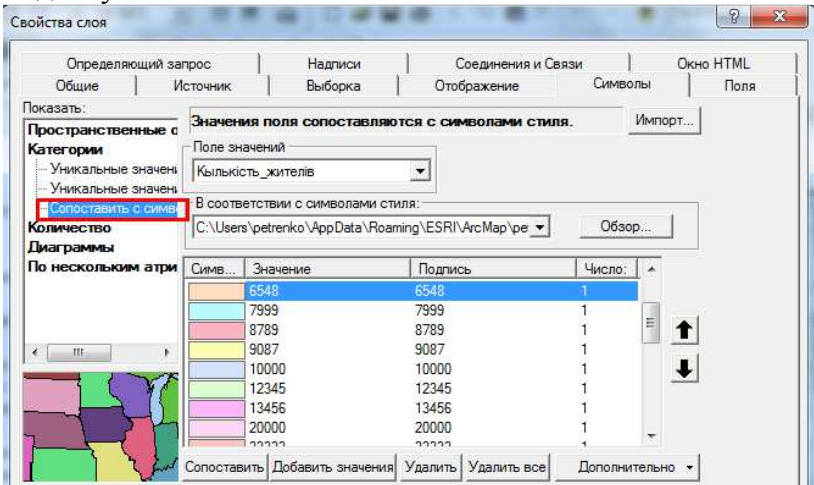 Свойства слоя
Определяющий запрос Надписи Соединения и Связи Окно HTML
Общие Источник Выборка Отображение Символы Поля
Показать:
Пространственные о
Категории
Уникальные значени
Уникальные значени
Сопоставить с симво
Количество
Диаграммы
По нескольким атри
Значения поля сопоставляются с символами стиля.
Импорт...
Поле значений
Кылькість_жителів
В соответствии с символами стиля:
C:\Users\petrenko\AppData\Roaming\ESRI\ArcMap\pe
Обзор...
Симв... Значение Подпись Число:
6548 6548 1
7999 7999 1
8789 8789 1
9087 9087 1
10000 10000 1
12345 12345 1
13456 13456 1
20000 20000 1
Сопоставить Добавить значения Удалить Удалить все Дополнительно